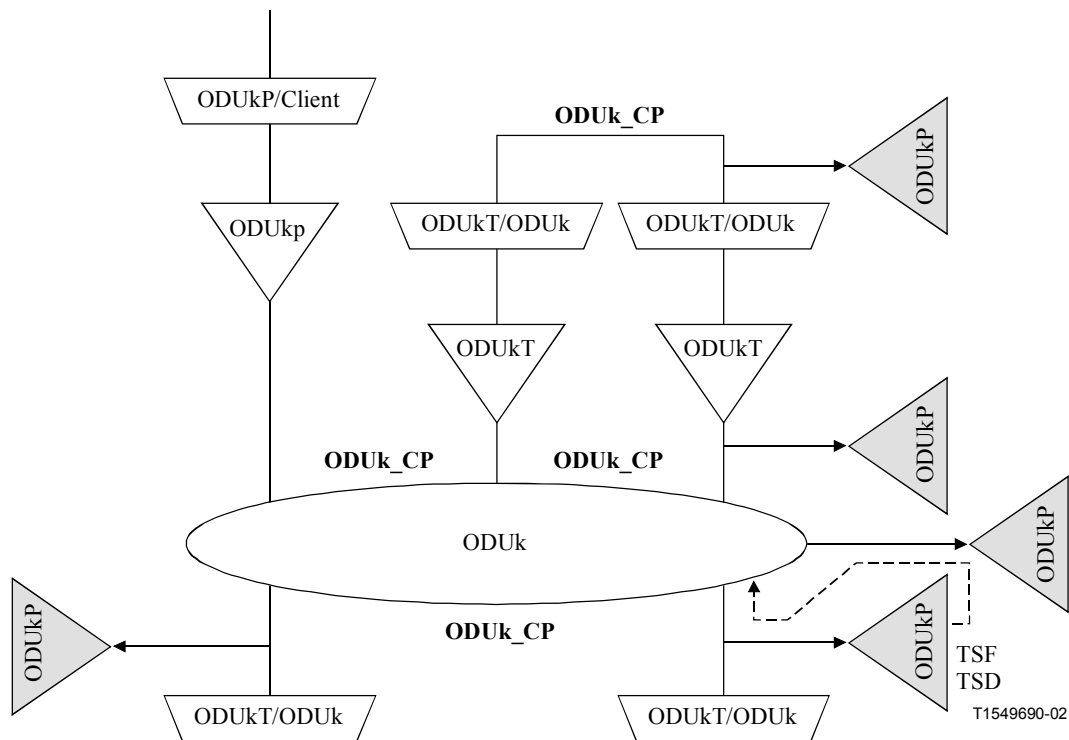 ODUkP/Client
ODUk_CP
ODUkP
ODUkp
ODUkT/ODUk
ODUkT/ODUk
ODUkT
ODUkT
ODUkP
ODUk_CP
ODUk_CP
ODUk
ODUkP
ODUkP
ODUk_CP
ODUkP
TSF
TSD
ODUkT/ODUk
ODUkT/ODUk
T1549690-02